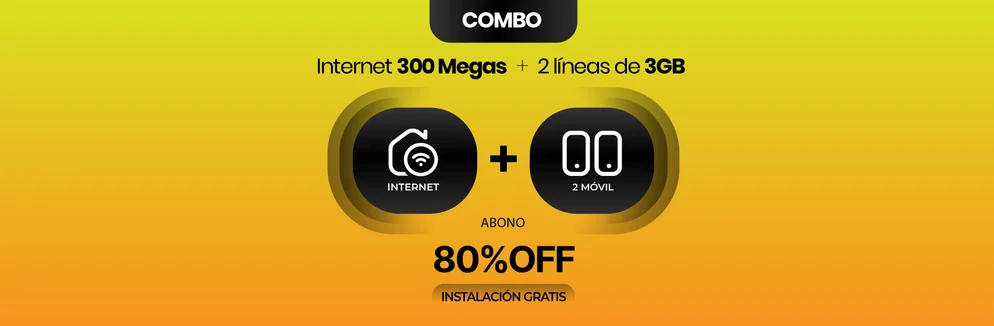 COMBO
Internet 300 Megas + 2 líneas de 3GB
INTERNET
+
2 MÓVIL
ABONO
80%OFF
INSTALACIÓN GRATIS